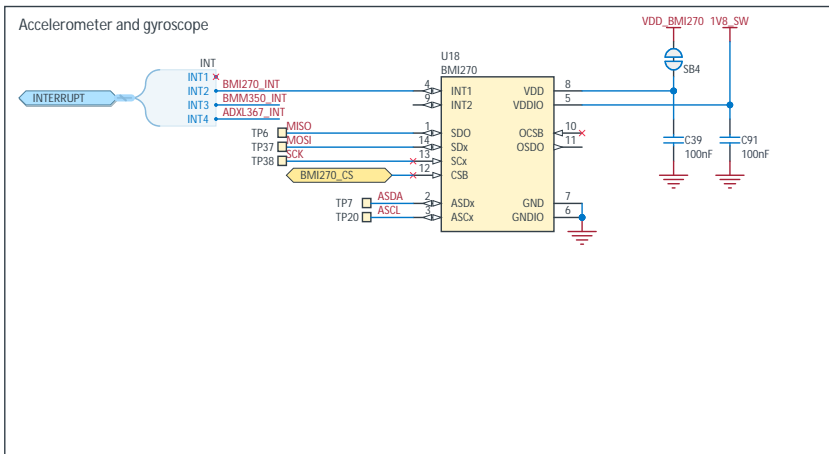 Accelerometer and gyroscope
VDD_BMI270 1V8_SW
SB4
INT
INT1
INT2
INT3
INT4
INTERRUPT
BMI270_INT
BMM350_INT
ADXL367_INT
U18
BMI270
4 INT1 VDD 8
9 INT2 VDDIO 5
TP6 MISO 1 SDO OCSB 10
TP37 MOSI 14 SDx OSDO 11
TP38 SCK 13 SCx
BMI270_CS 12 CSB
TP7 ASDA 2 ASDx GND 7
TP20 ASCL 3 ASCx GNDIO 6
C39
100nF
C91
100nF